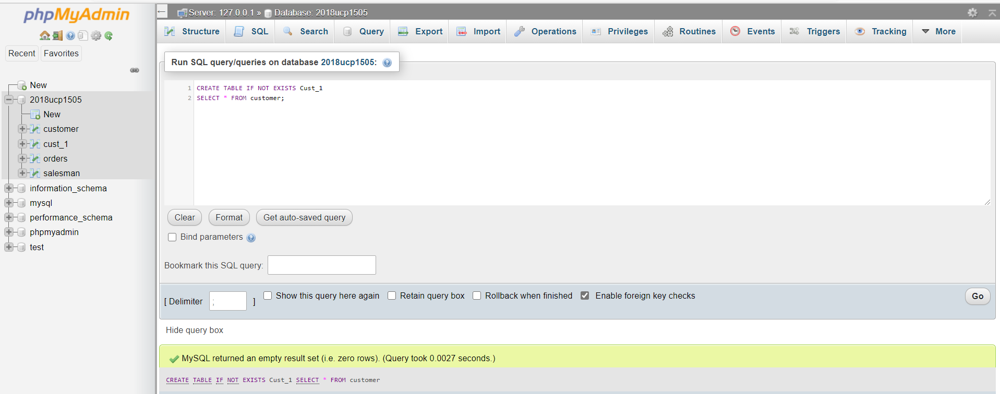 phpMyAdmin
Recent Favorites
New
2018ucp1505
New
customer
cust_1
orders
salesman
information_schema
mysql
performance_schema
phpmyadmin
test
Server: 127.0.0.1 » Database: 2018ucp1505
Structure SQL Search Query Export Import Operations Privileges Routines Events Triggers Tracking More
Run SQL query/queries on database 2018ucp1505:
1 CREATE TABLE IF NOT EXISTS Cust_1
2 SELECT * FROM customer;
Clear Format Get auto-saved query
Bind parameters
Bookmark this SQL query:
[ Delimiter ; ] Show this query here again Retain query box Rollback when finished Enable foreign key checks Go
Hide query box
MySQL returned an empty result set (i.e. zero rows). (Query took 0.0027 seconds.)
CREATE TABLE IF NOT EXISTS Cust_1 SELECT * FROM customer